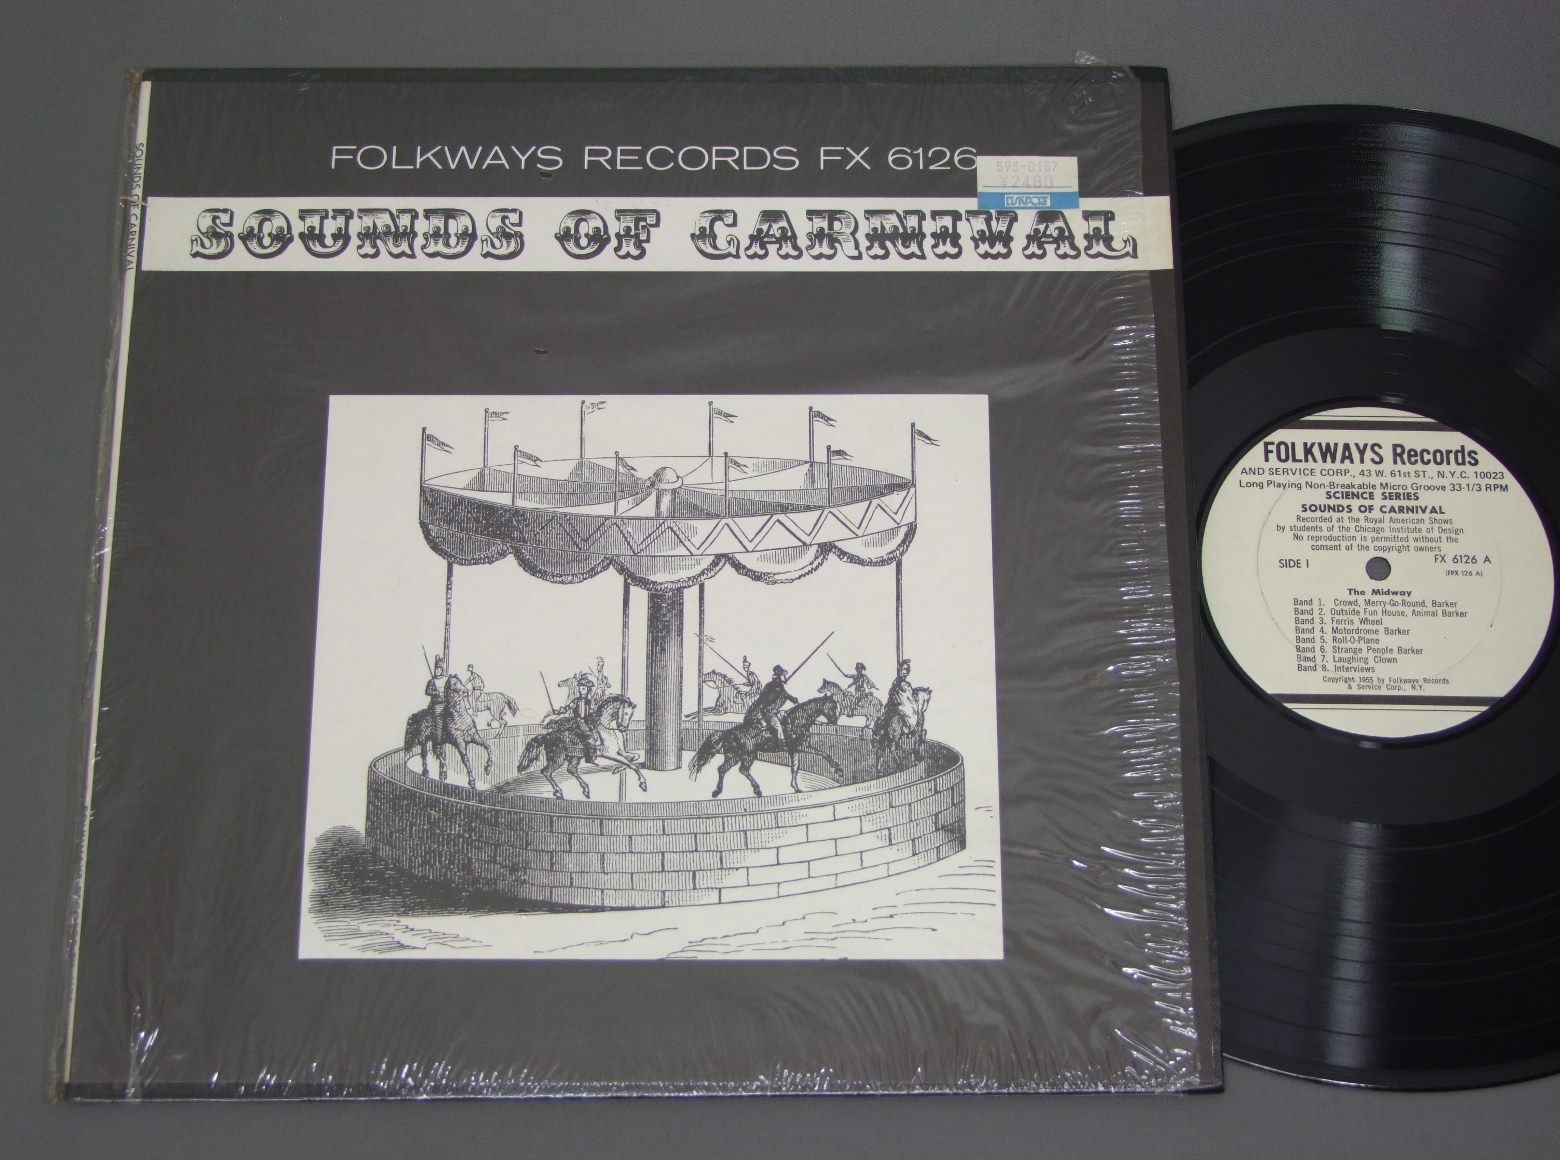 FOLKWAYS RECORDS FX 6126
593-0157
¥2480
DISKPORT
SOUNDS OF CARNIVAL
SOUNDS OF CARNIVAL
FOLKWAYS Records
AND SERVICE CORP., 43 W. 61st ST., N.Y.C. 10023
Long Playing Non-Breakable Micro Groove 33-1/3 RPM
SCIENCE SERIES
SOUNDS OF CARNIVAL
Recorded at the Royal American Shows
by students of the Chicago Institute of Design
No reproduction is permitted without the
consent of the copyright owners
SIDE I
FX 6126 A
(FPX 126 A)
The Midway
Band 1. Crowd, Merry-Go-Round, Barker
Band 2. Outside Fun House, Animal Barker
Band 3. Ferris Wheel
Band 4. Motordrome Barker
Band 5. Roll-O-Plane
Band 6. Strange People Barker
Band 7. Laughing Clown
Band 8. Interviews
Copyright 1955 by Folkways Records
& Service Corp., N.Y.